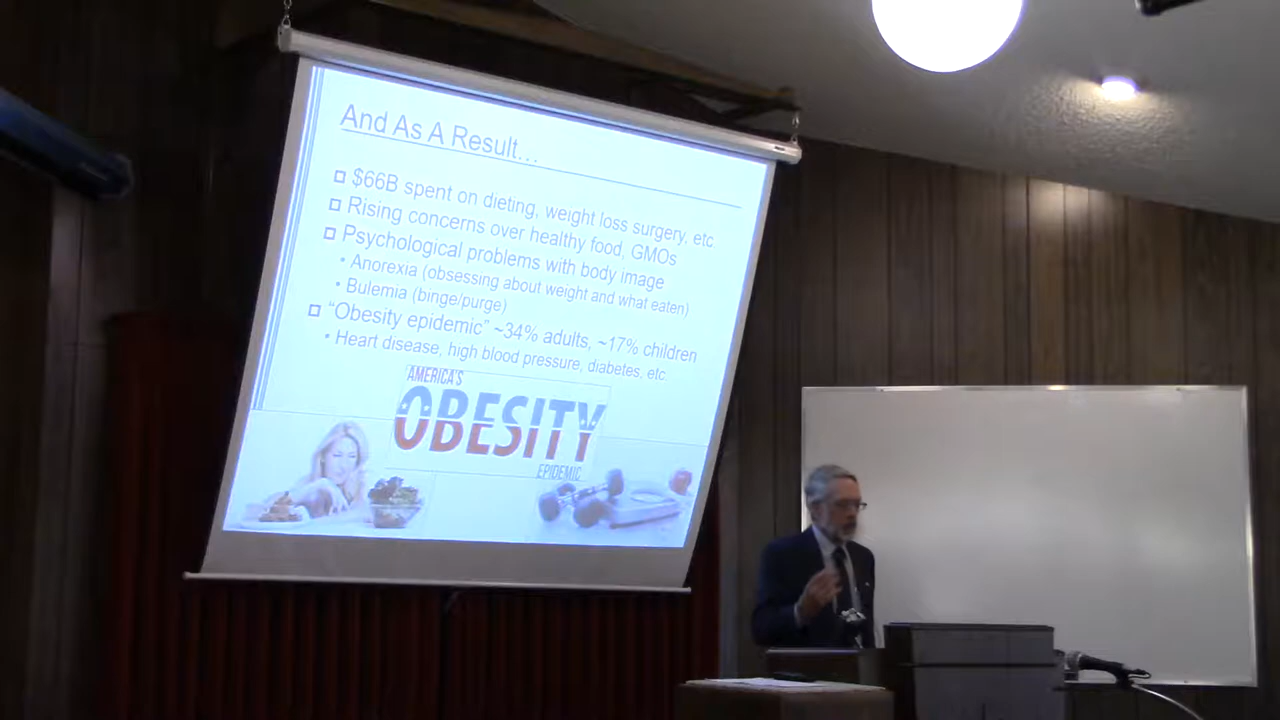 And As A Result...
$66B spent on dieting, weight loss surgery, etc.
Rising concerns over healthy food, GMOs
Psychological problems with body image
• Anorexia (obsessing about weight and what eaten)
• Bulemia (binge/purge)
"Obesity epidemic" ~34% adults, ~17% children
• Heart disease, high blood pressure, diabetes, etc.
AMERICA'S
OBESITY
EPIDEMIC